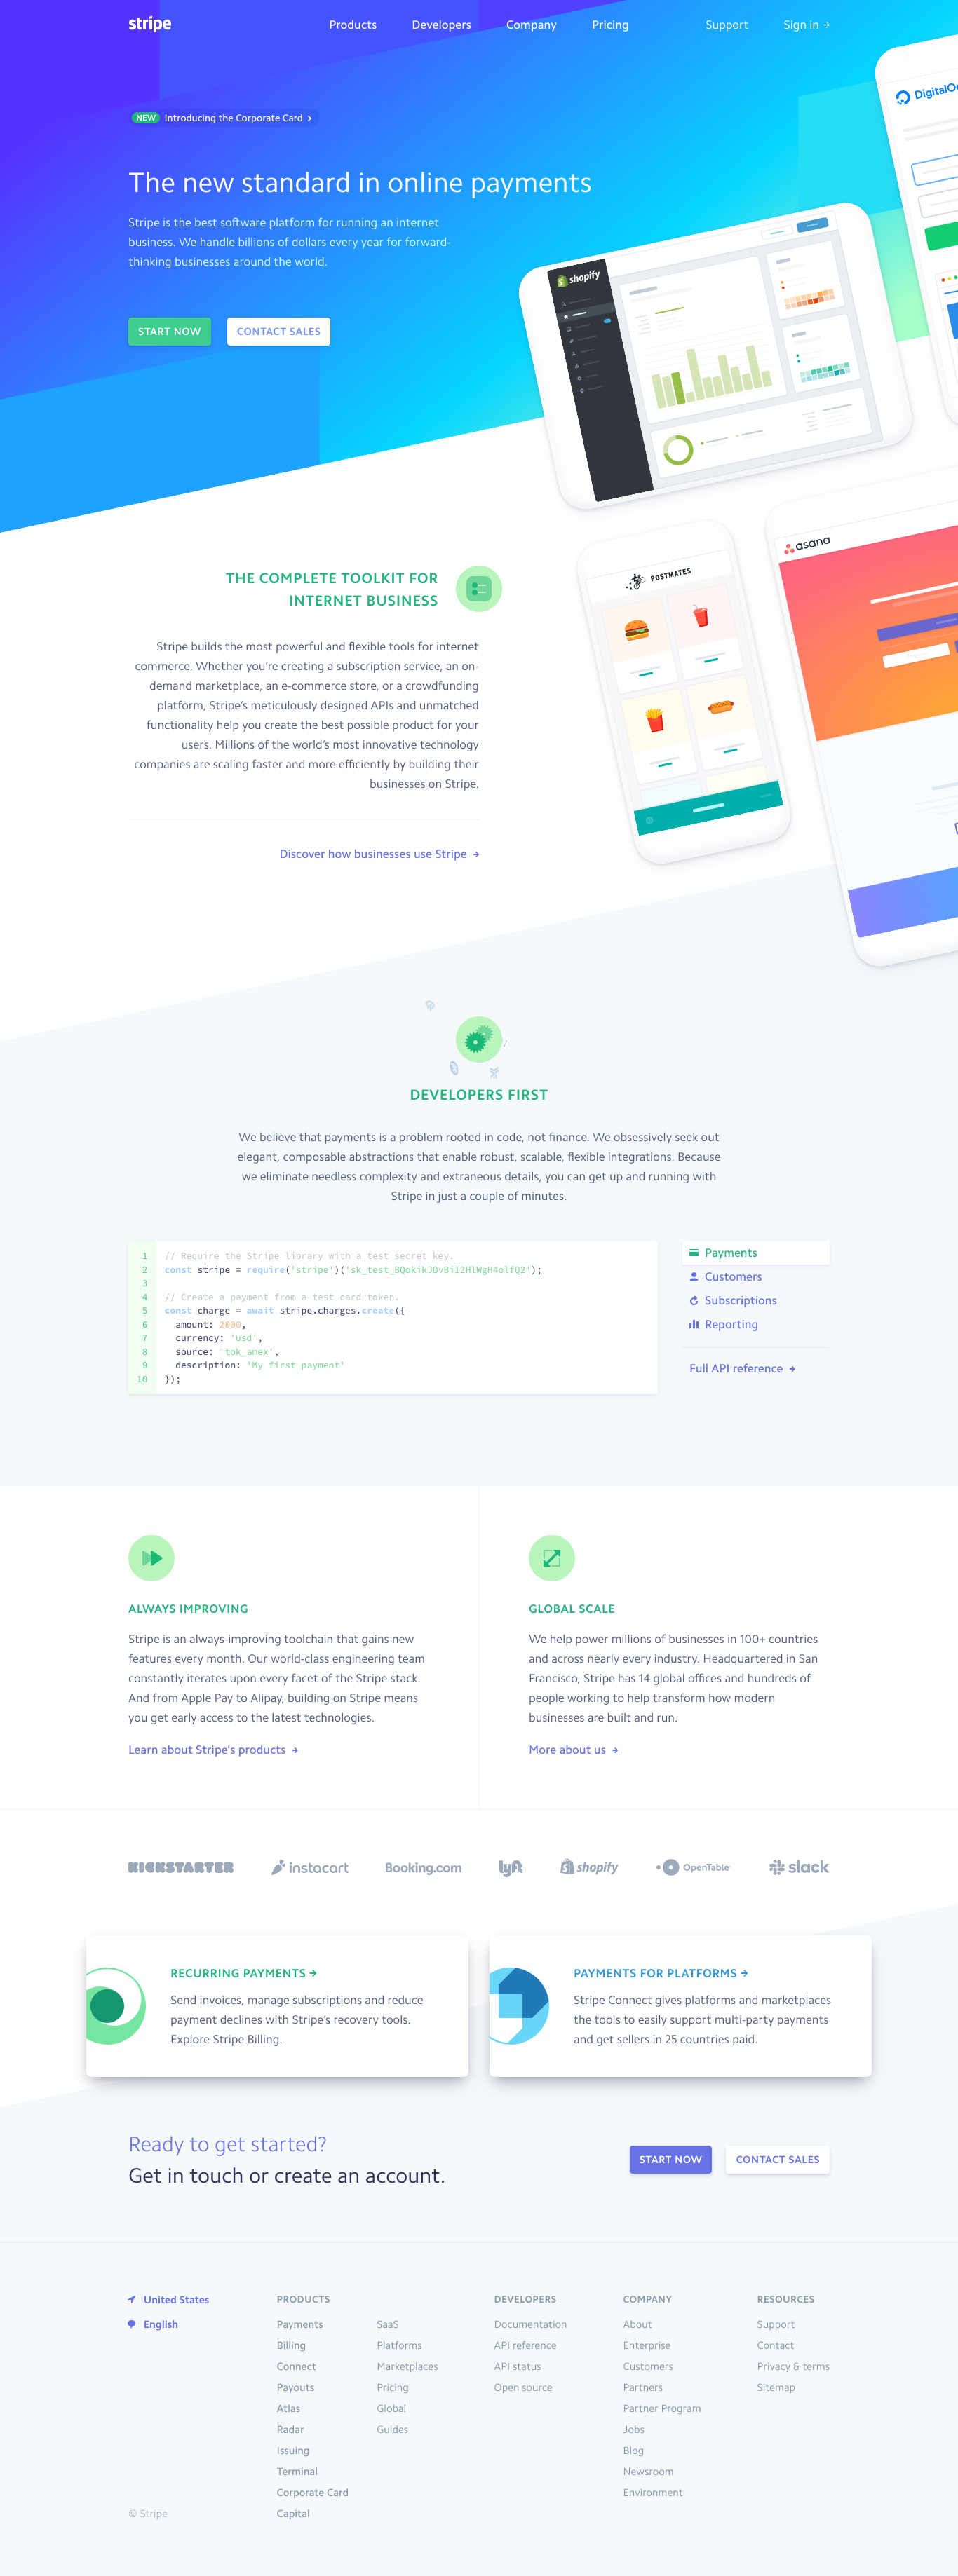 stripe
Products
Developers
Company
Pricing
Support
Sign in →
NEW Introducing the Corporate Card
The new standard in online payments
Stripe is the best software platform for running an internet
business. We handle billions of dollars every year for forward-
thinking businesses around the world.
START NOW
CONTACT SALES
shopify
asana
POSTMATES
THE COMPLETE TOOLKIT FOR
INTERNET BUSINESS
Stripe builds the most powerful and flexible tools for internet
commerce. Whether you’re creating a subscription service, an on-
demand marketplace, an e-commerce store, or a crowdfunding
platform, Stripe’s meticulously designed APIs and unmatched
functionality help you create the best possible product for your
users. Millions of the world’s most innovative technology
companies are scaling faster and more efficiently by building their
businesses on Stripe.
Discover how businesses use Stripe →
DEVELOPERS FIRST
We believe that payments is a problem rooted in code, not finance. We obsessively seek out
elegant, composable abstractions that enable robust, scalable, flexible integrations. Because
we eliminate needless complexity and extraneous details, you can get up and running with
Stripe in just a couple of minutes.
1 // Require the Stripe library with a test secret key.
2 const stripe = require('stripe')('sk_test_BQokikJOvBiI2HlWgH4olfQ2');
3
4 // Create a payment from a test card token.
5 const charge = await stripe.charges.create({
6 amount: 2000,
7 currency: 'usd',
8 source: 'tok_amex',
9 description: 'My first payment'
10 });
Payments
Customers
Subscriptions
Reporting
Full API reference →
ALWAYS IMPROVING
Stripe is an always-improving toolchain that gains new
features every month. Our world-class engineering team
constantly iterates upon every facet of the Stripe stack.
And from Apple Pay to Alipay, building on Stripe means
you get early access to the latest technologies.
Learn about Stripe's products →
GLOBAL SCALE
We help power millions of businesses in 100+ countries
and across nearly every industry. Headquartered in San
Francisco, Stripe has 14 global offices and hundreds of
people working to help transform how modern
businesses are built and run.
More about us →
KICKSTARTER
instacart
Booking.com
lyft
shopify
OpenTable
slack
RECURRING PAYMENTS →
Send invoices, manage subscriptions and reduce
payment declines with Stripe’s recovery tools.
Explore Stripe Billing.
PAYMENTS FOR PLATFORMS →
Stripe Connect gives platforms and marketplaces
the tools to easily support multi-party payments
and get sellers in 25 countries paid.
Ready to get started?
Get in touch or create an account.
START NOW
CONTACT SALES
United States
English
© Stripe
PRODUCTS
Payments
Billing
Connect
Payouts
Atlas
Radar
Issuing
Terminal
Corporate Card
Capital
SaaS
Platforms
Marketplaces
Pricing
Global
Guides
DEVELOPERS
Documentation
API reference
API status
Open source
COMPANY
About
Enterprise
Customers
Partners
Partner Program
Jobs
Blog
Newsroom
Environment
RESOURCES
Support
Contact
Privacy & terms
Sitemap